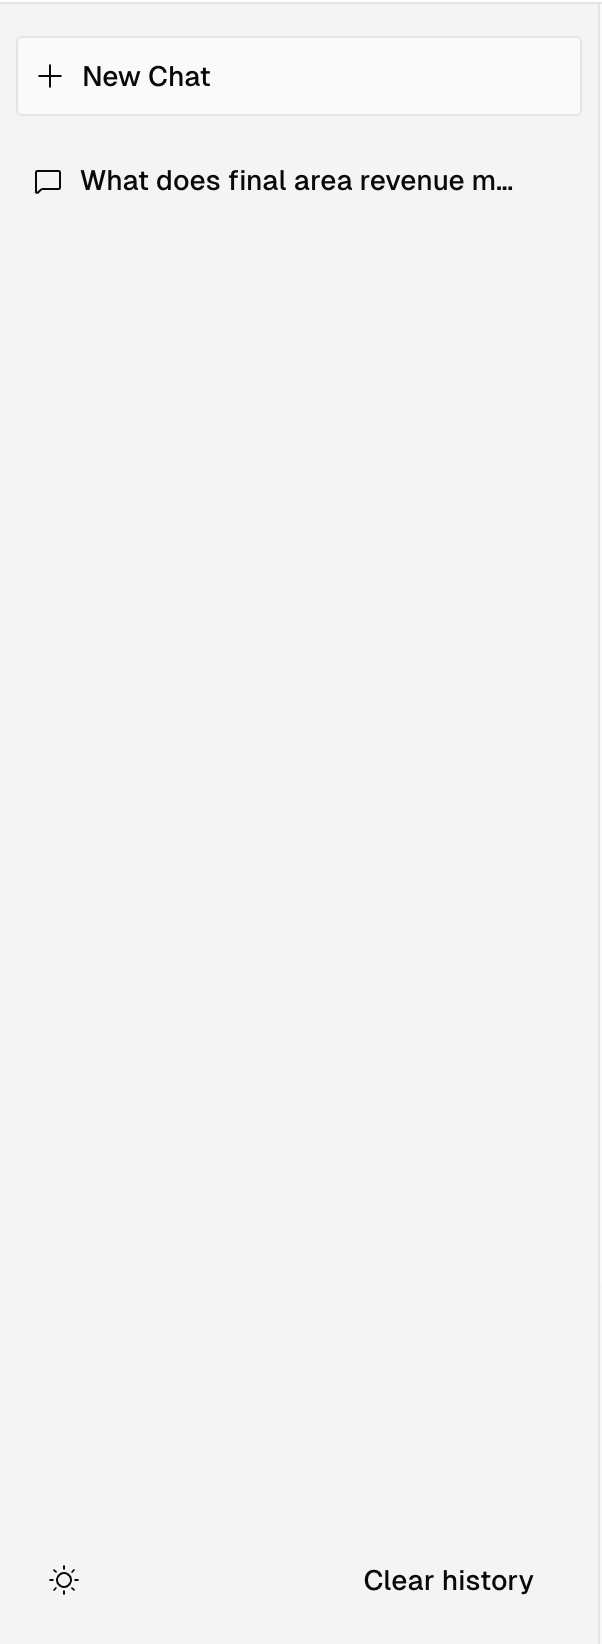 New Chat
What does final area revenue m...
Clear history